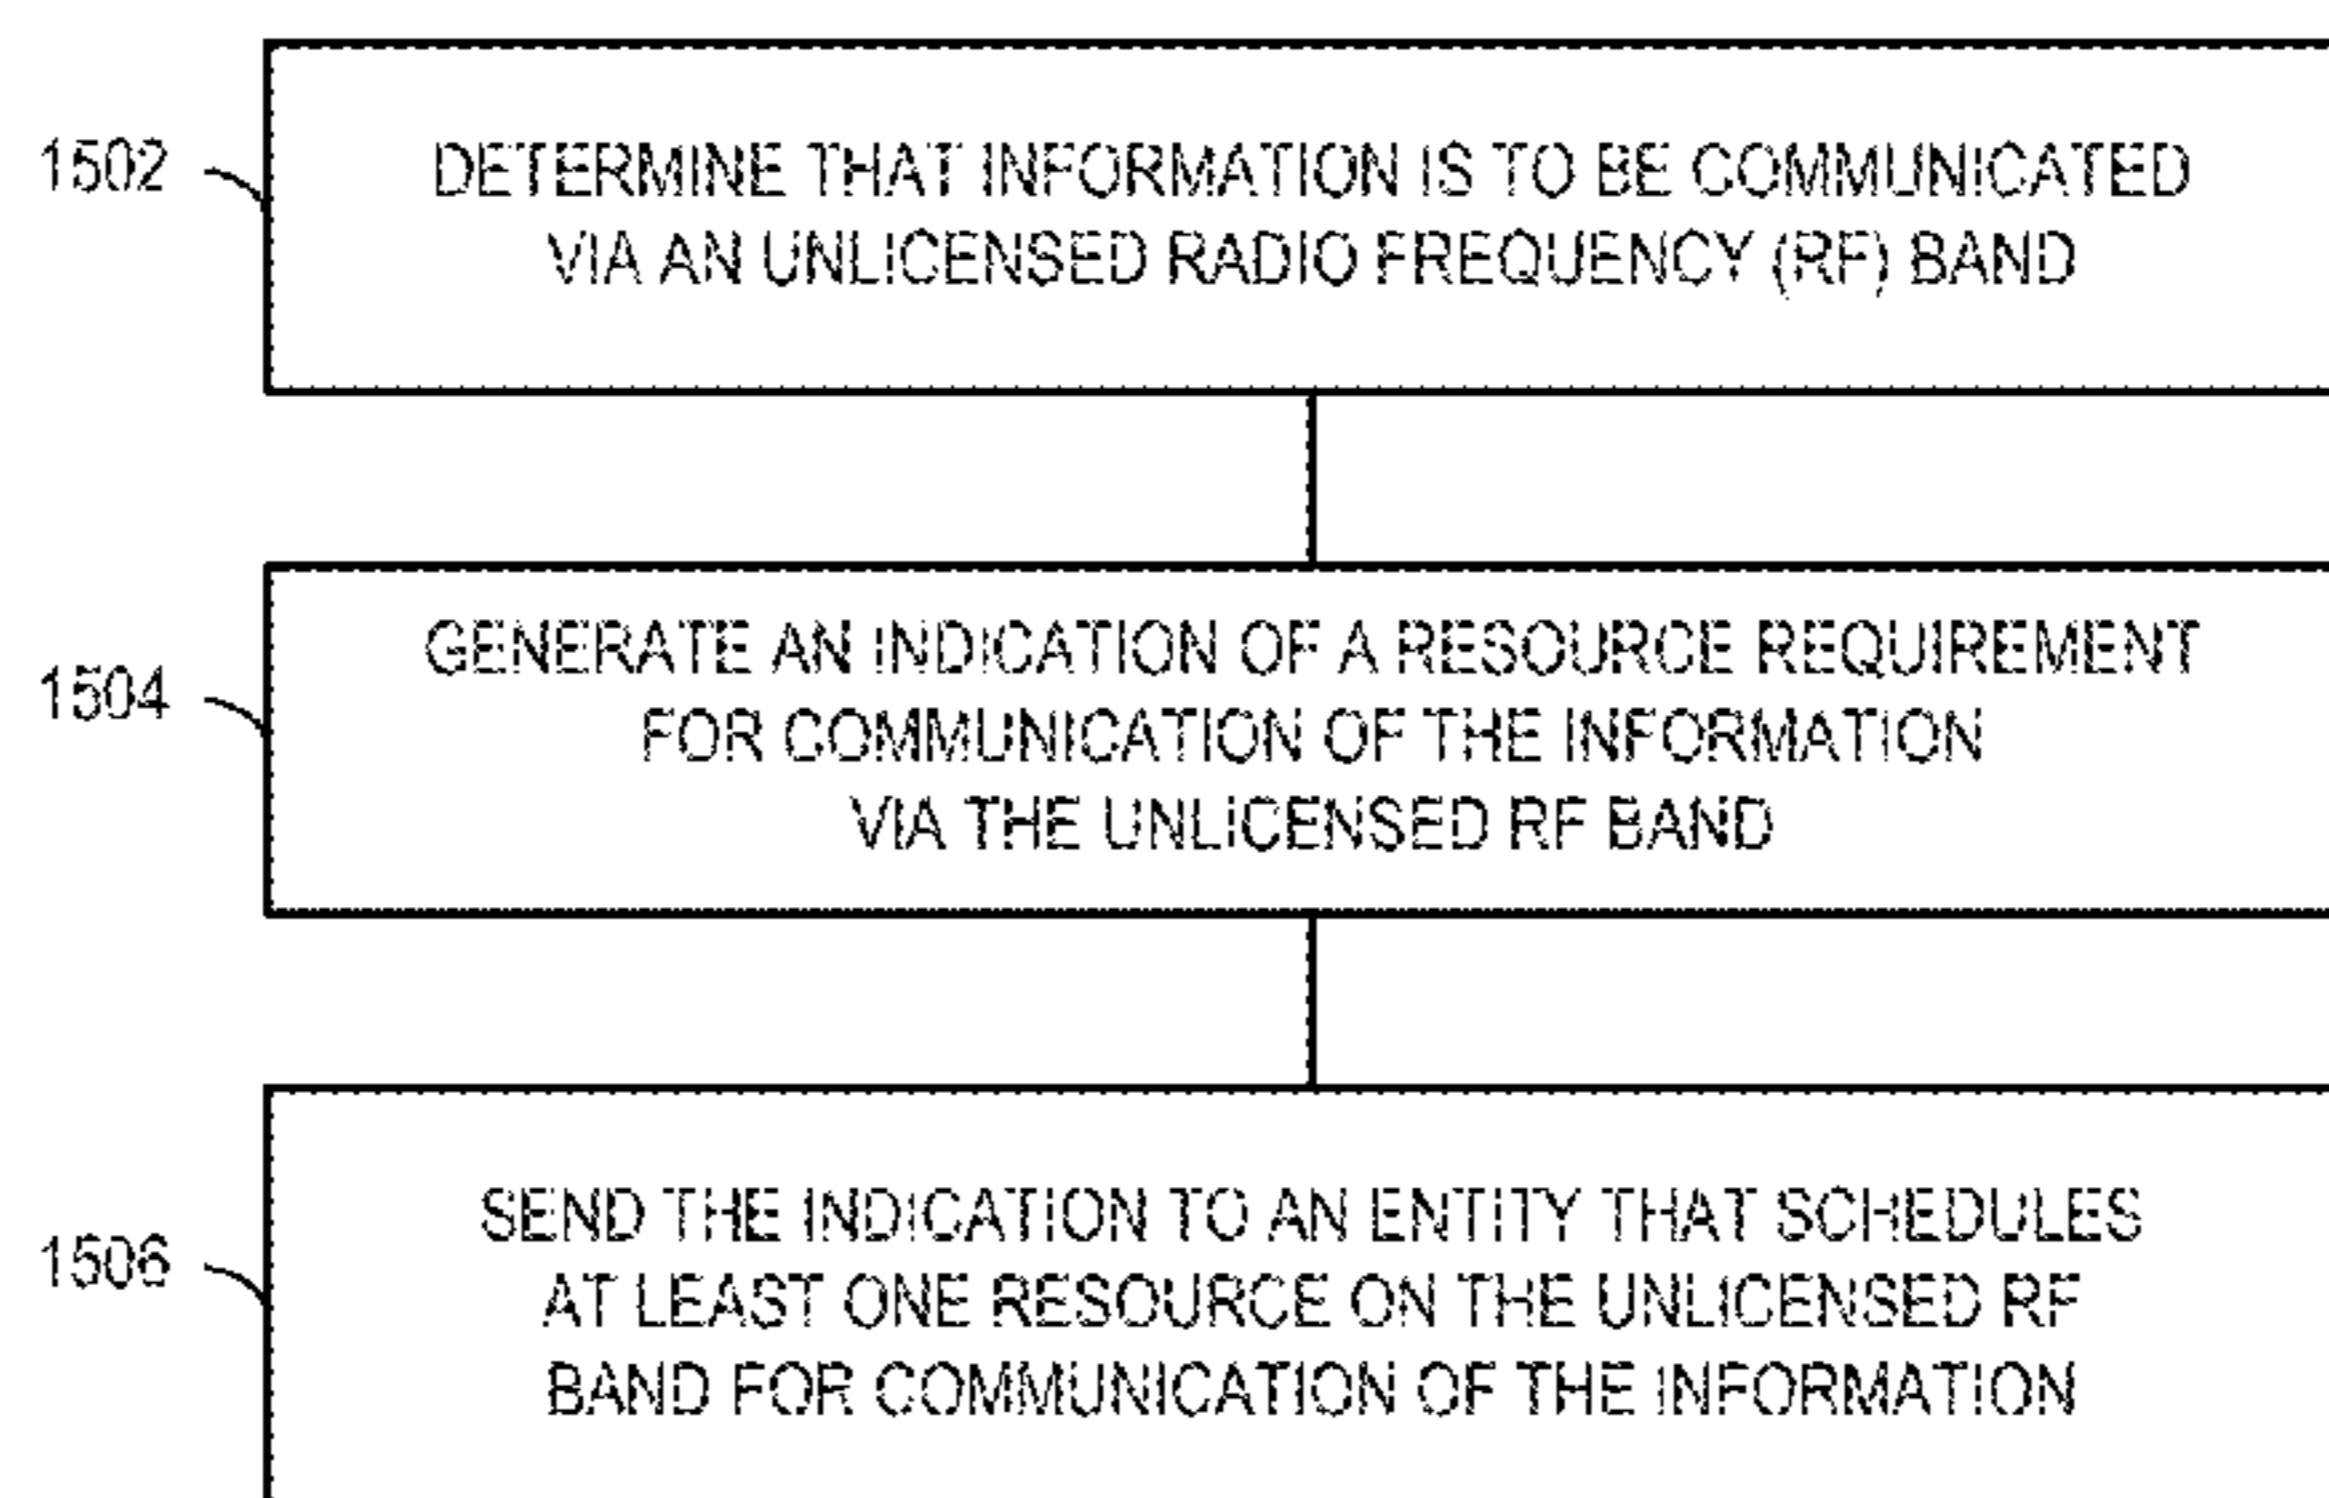 1502
DETERMINE THAT INFORMATION IS TO BE COMMUNICATED
VIA AN UNLICENSED RADIO FREQUENCY (RF) BAND
1504
GENERATE AN INDICATION OF A RESOURCE REQUIREMENT
FOR COMMUNICATION OF THE INFORMATION
VIA THE UNLICENSED RF BAND
1506
SEND THE INDICATION TO AN ENTITY THAT SCHEDULES
AT LEAST ONE RESOURCE ON THE UNLICENSED RF
BAND FOR COMMUNICATION OF THE INFORMATION